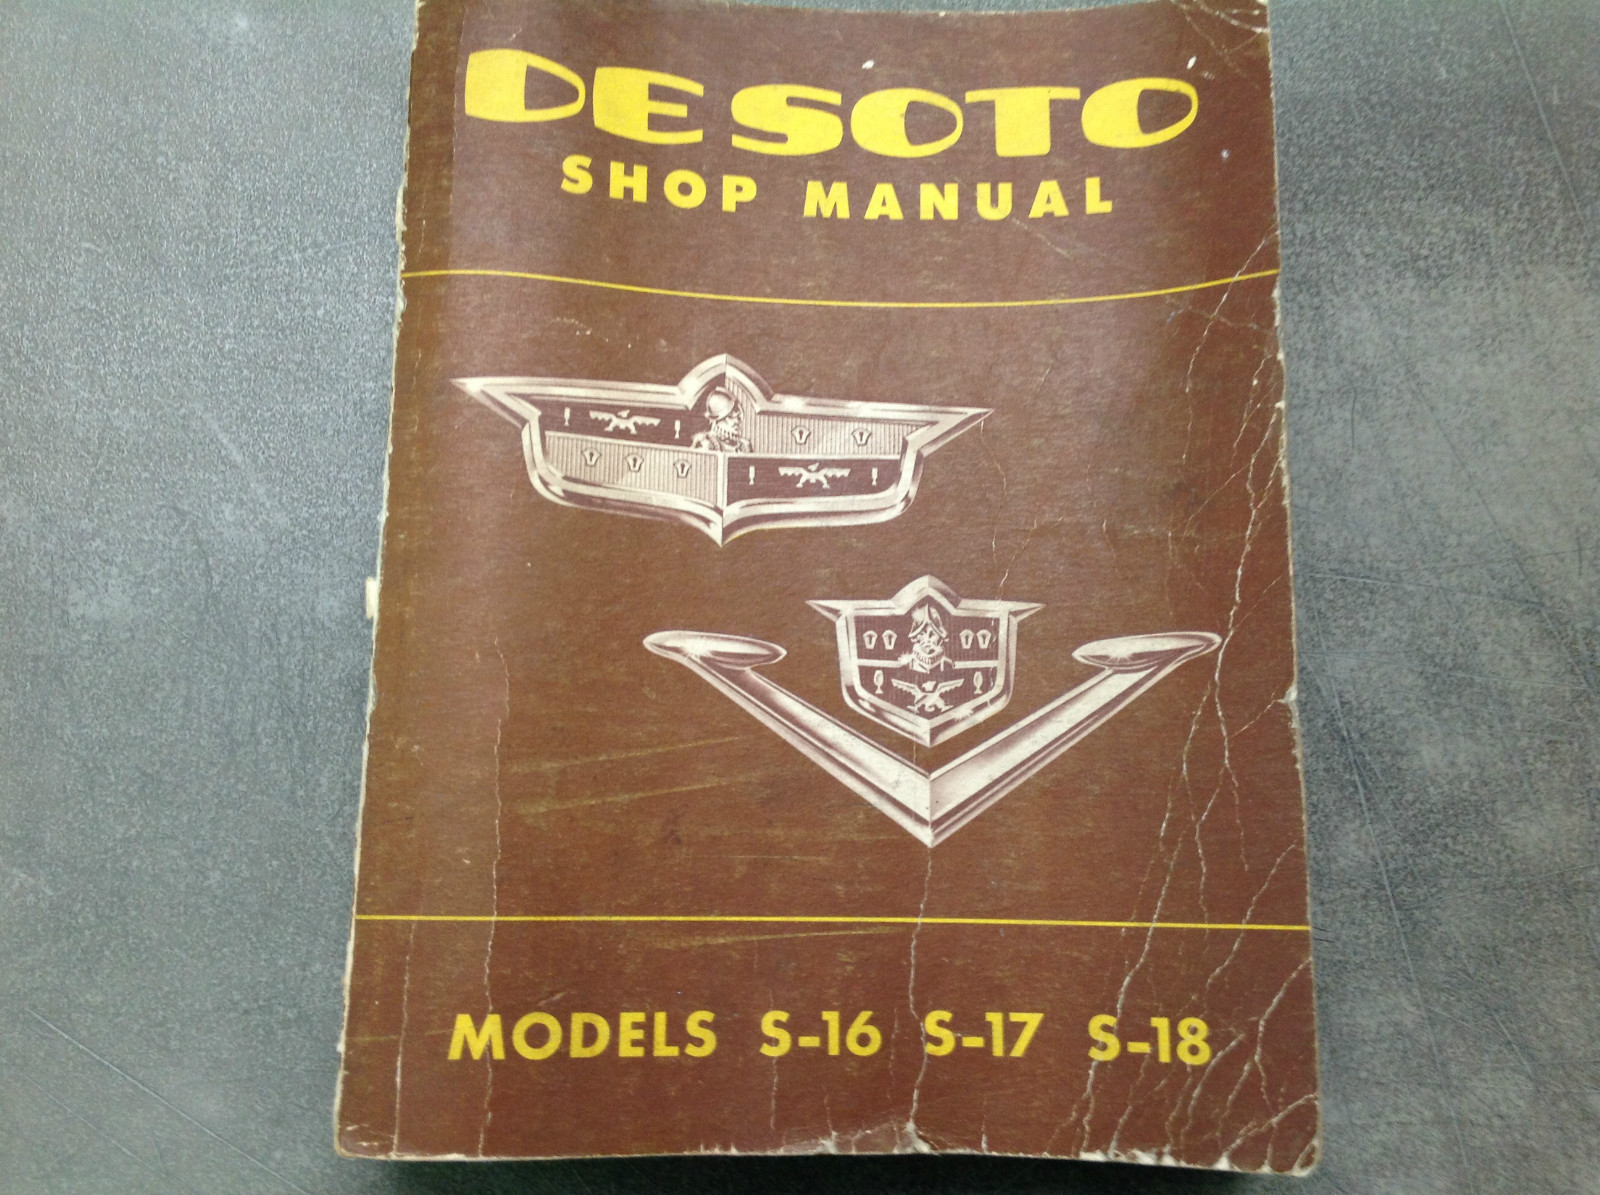 DE SOTO
SHOP MANUAL
MODELS S-16 S-17 S-18